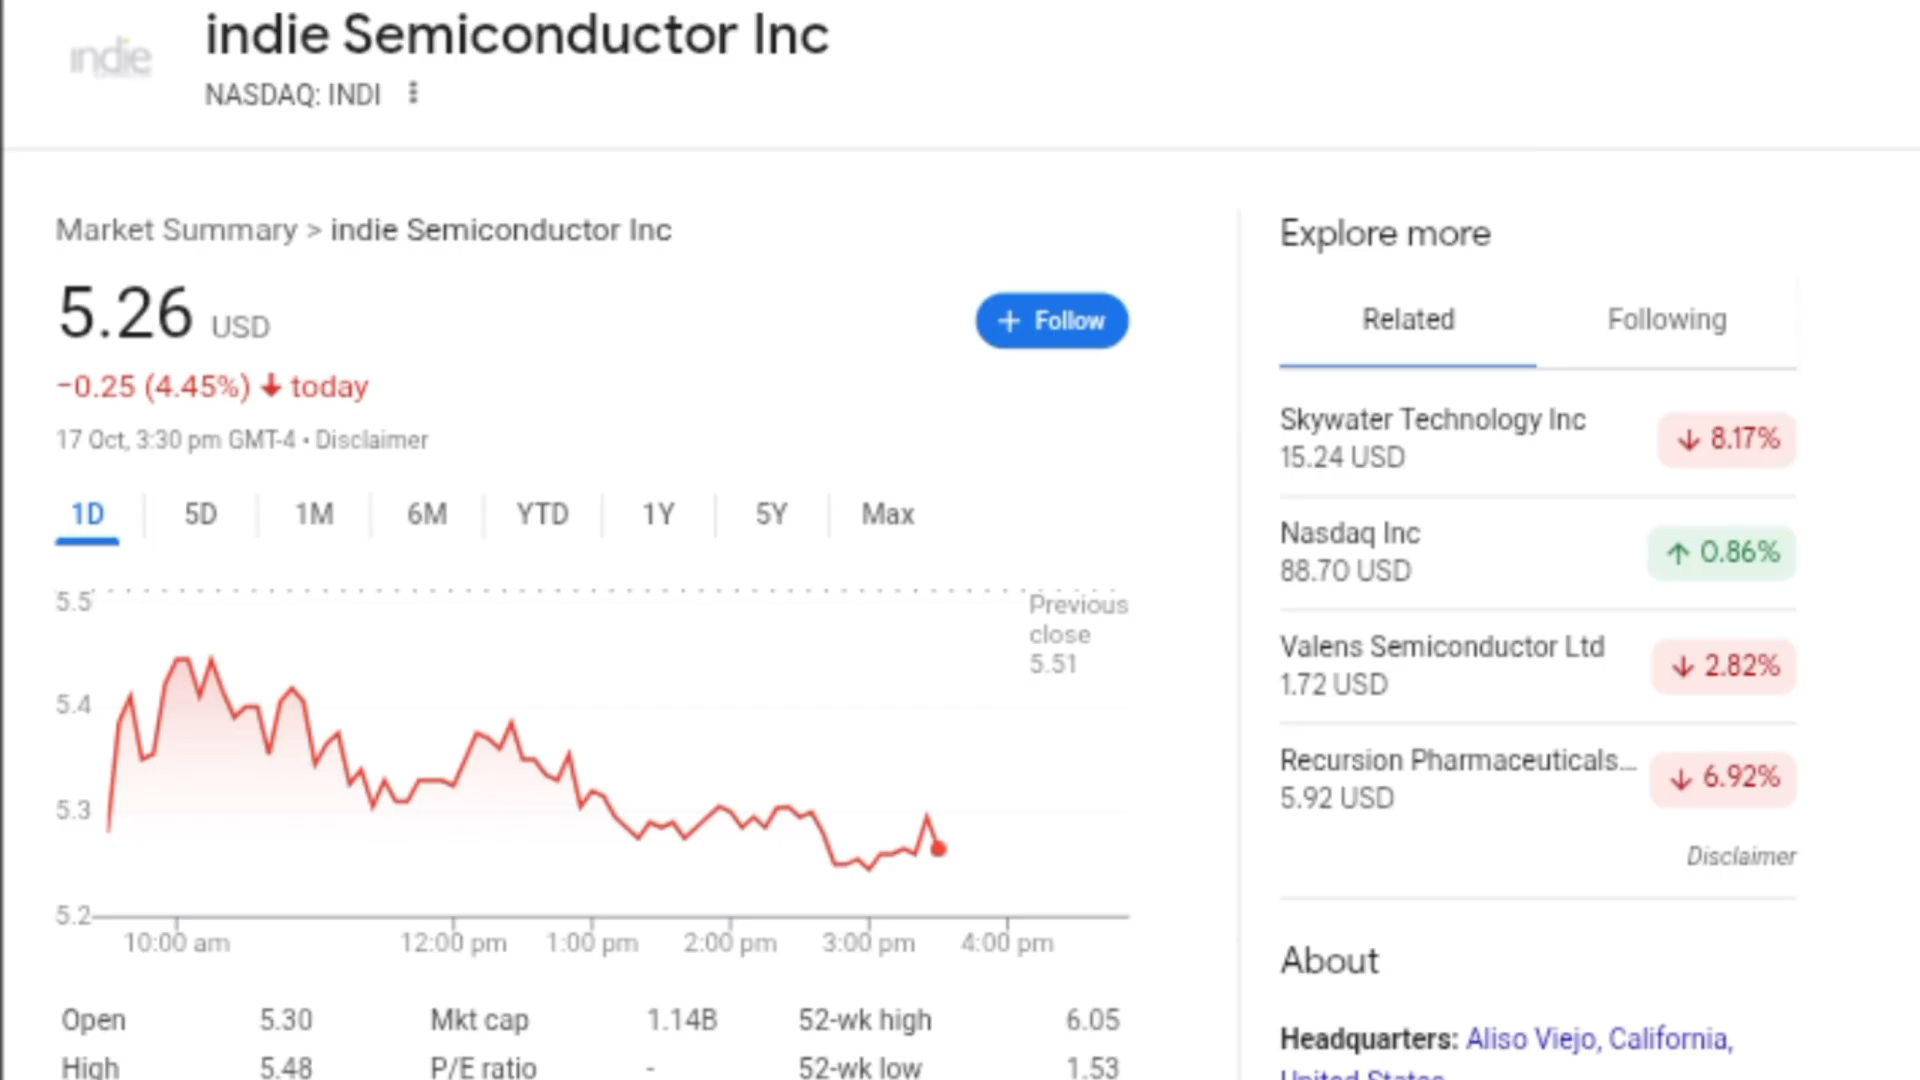 indie
indie Semiconductor Inc
NASDAQ: INDI
Market Summary > indie Semiconductor Inc
5.26 USD
+ Follow
−0.25 (4.45%) ↓ today
17 Oct, 3:30 pm GMT-4 • Disclaimer
1D 5D 1M 6M YTD 1Y 5Y Max
5.5
5.4
5.3
5.2
Previous
close
5.51
10:00 am 12:00 pm 1:00 pm 2:00 pm 3:00 pm 4:00 pm
Open 5.30 Mkt cap 1.14B 52-wk high 6.05
High 5.48 P/E ratio - 52-wk low 1.53
Explore more
Related Following
Skywater Technology Inc
15.24 USD
↓ 8.17%
Nasdaq Inc
88.70 USD
↑ 0.86%
Valens Semiconductor Ltd
1.72 USD
↓ 2.82%
Recursion Pharmaceuticals...
5.92 USD
↓ 6.92%
Disclaimer
About
Headquarters: Aliso Viejo, California,
United States